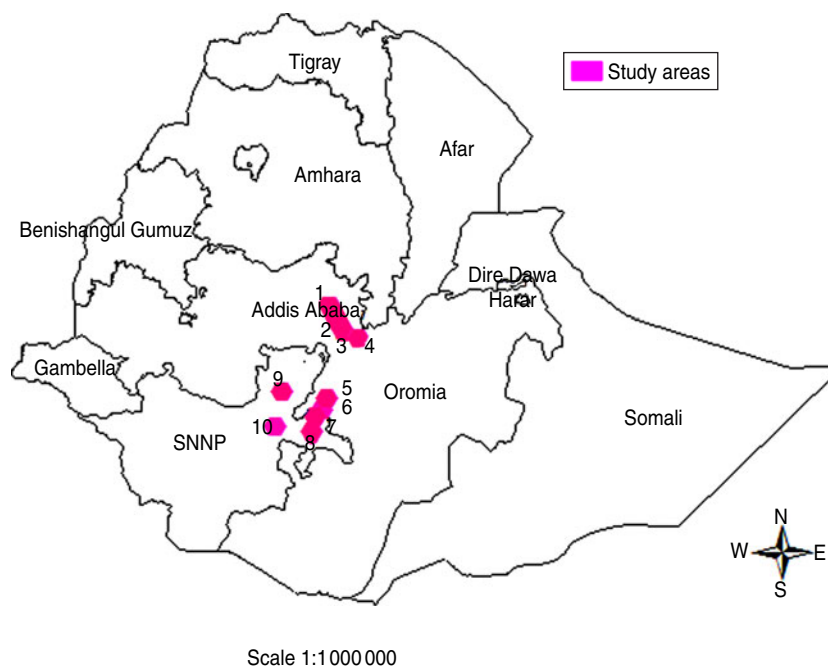 Tigray
Study areas
Afar
Amhara
Benishangul Gumuz
Dire Dawa
Harar
1
Addis Ababa
2
3
4
Gambella
9
5
Oromia
6
Somali
10
SNNP
7
8
N
W
E
S
Scale 1:1 000 000